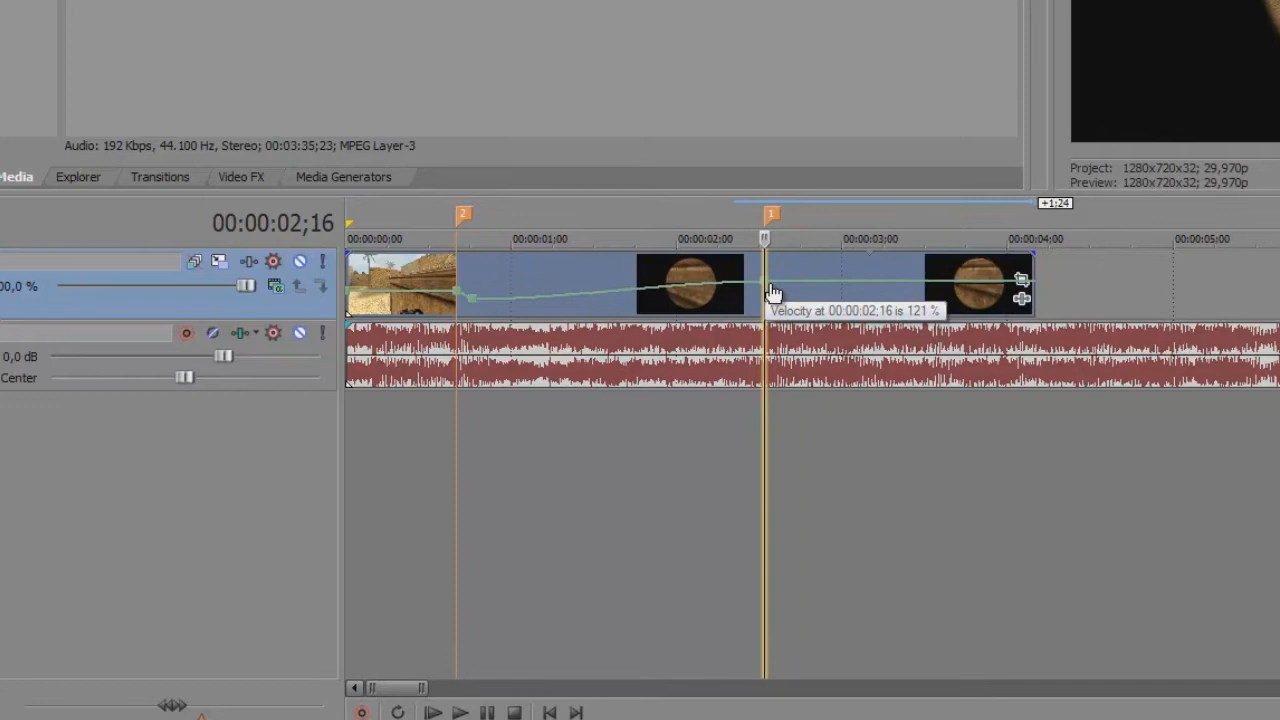 Audio: 192 Kbps, 44.100 Hz, Stereo; 00:03:35;23; MPEG Layer-3
Media Explorer Transitions Video FX Media Generators
Project: 1280x720x32; 29,970p
Preview: 1280x720x32; 29,970p
+1;24
00:00:02;16
2 1
00:00:00;00 00:00:01;00 00:00:02;00 00:00:03;00 00:00:04;00 00:00:05;00
00,0 %
Velocity at 00:00:02;16 is 121 %
0,0 dB
Center